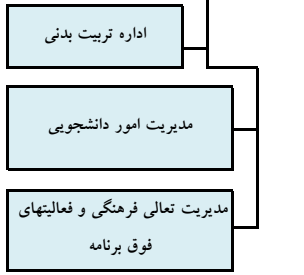 اداره تربیت بدنی
مدیریت امور دانشجویی
مدیریت تعالی فرهنگی و فعالیتهای
فوق برنامه